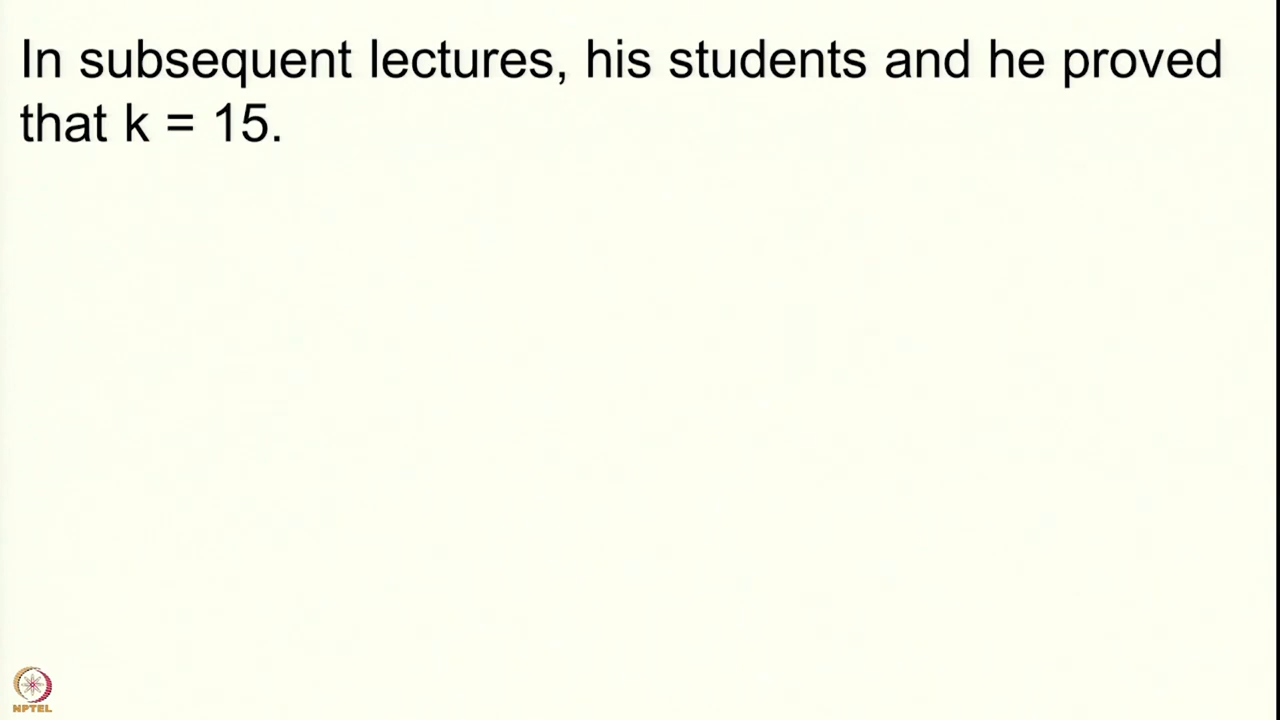 In subsequent lectures, his students and he proved
that k = 15.
NPTEL